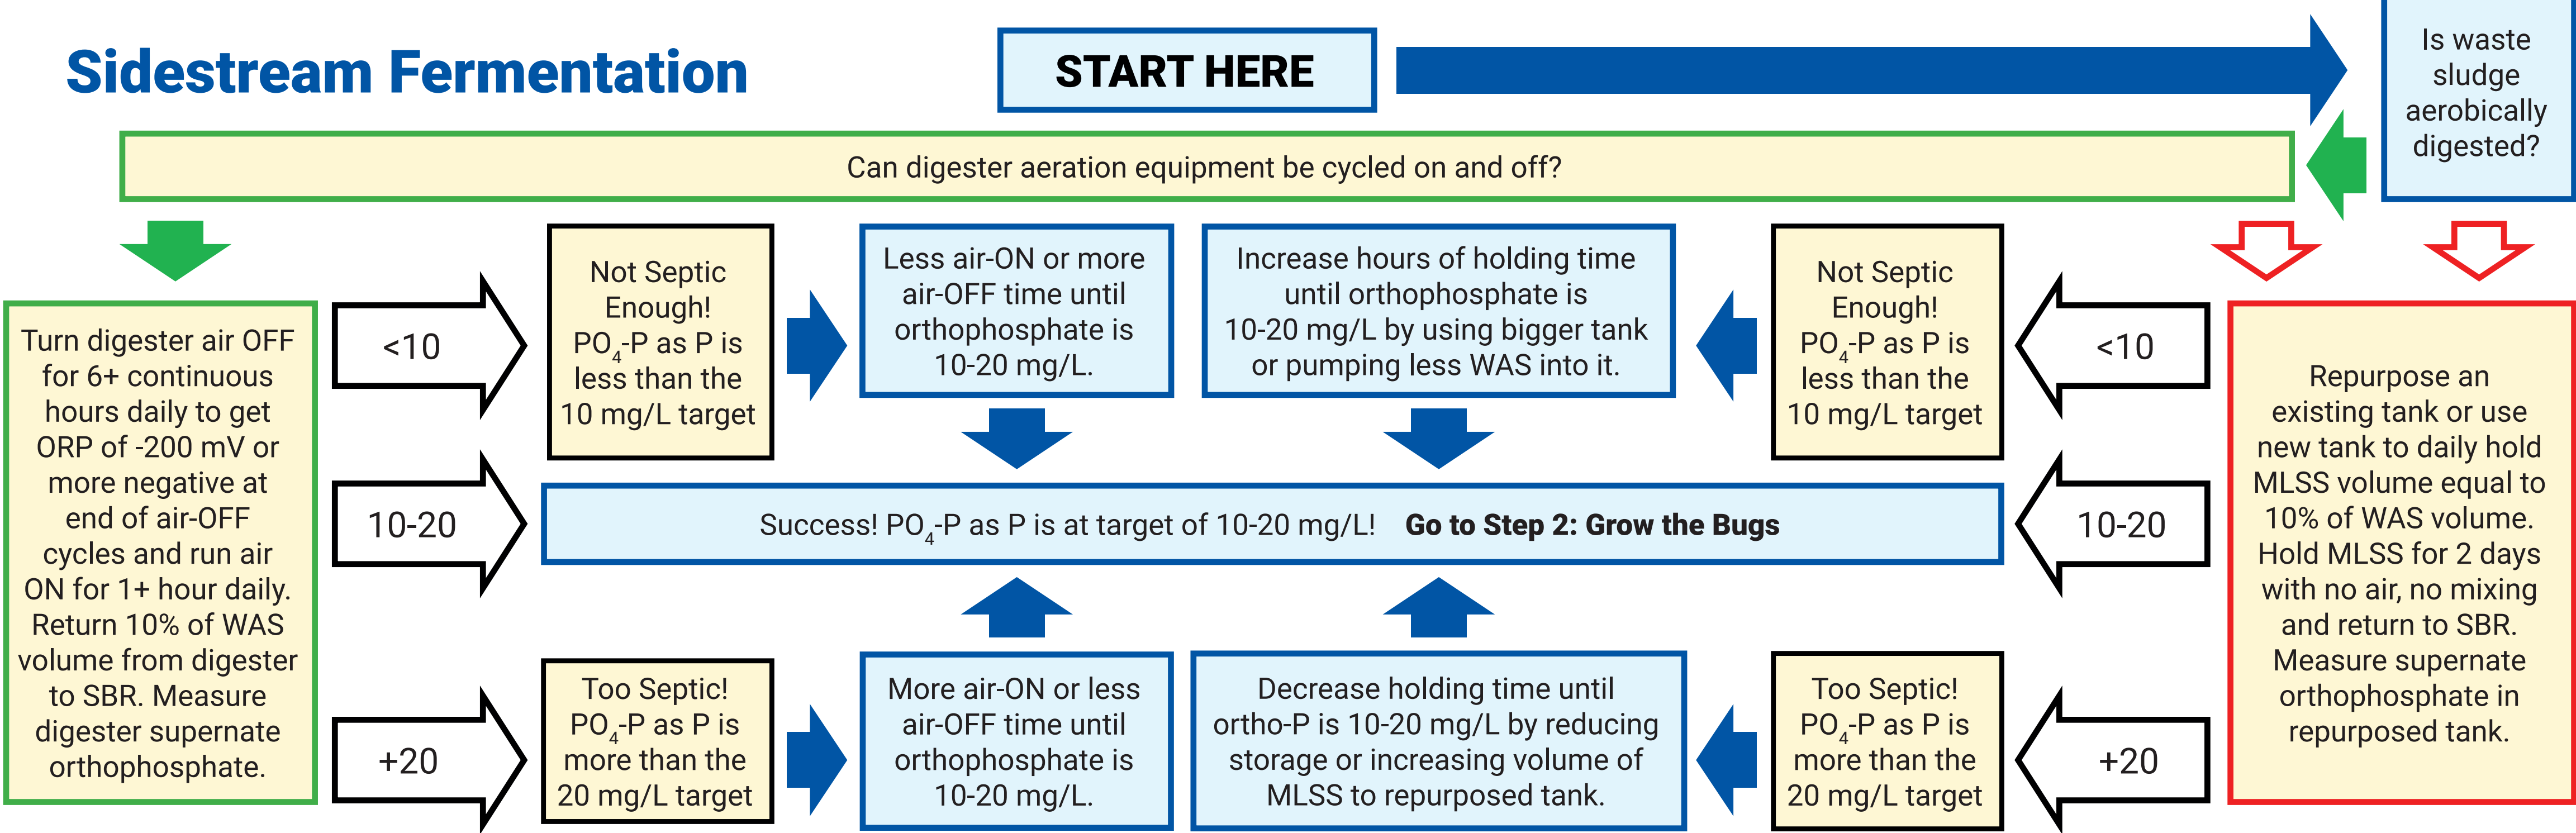 Sidestream Fermentation
START HERE
Is waste
sludge
aerobically
digested?
Can digester aeration equipment be cycled on and off?
Turn digester air OFF
for 6+ continuous
hours daily to get
ORP of -200 mV or
more negative at
end of air-OFF
cycles and run air
ON for 1+ hour daily.
Return 10% of WAS
volume from digester
to SBR. Measure
digester supernate
orthophosphate.
<10
Not Septic
Enough!
PO4-P as P is
less than the
10 mg/L target
Less air-ON or more
air-OFF time until
orthophosphate is
10-20 mg/L.
Increase hours of holding time
until orthophosphate is
10-20 mg/L by using bigger tank
or pumping less WAS into it.
Not Septic
Enough!
PO4-P as P is
less than the
10 mg/L target
<10
Repurpose an
existing tank or use
new tank to daily hold
MLSS volume equal to
10% of WAS volume.
Hold MLSS for 2 days
with no air, no mixing
and return to SBR.
Measure supernate
orthophosphate in
repurposed tank.
10-20
Success! PO4-P as P is at target of 10-20 mg/L! Go to Step 2: Grow the Bugs
10-20
+20
Too Septic!
PO4-P as P is
more than the
20 mg/L target
More air-ON or less
air-OFF time until
orthophosphate is
10-20 mg/L.
Decrease holding time until
ortho-P is 10-20 mg/L by reducing
storage or increasing volume of
MLSS to repurposed tank.
Too Septic!
PO4-P as P is
more than the
20 mg/L target
+20